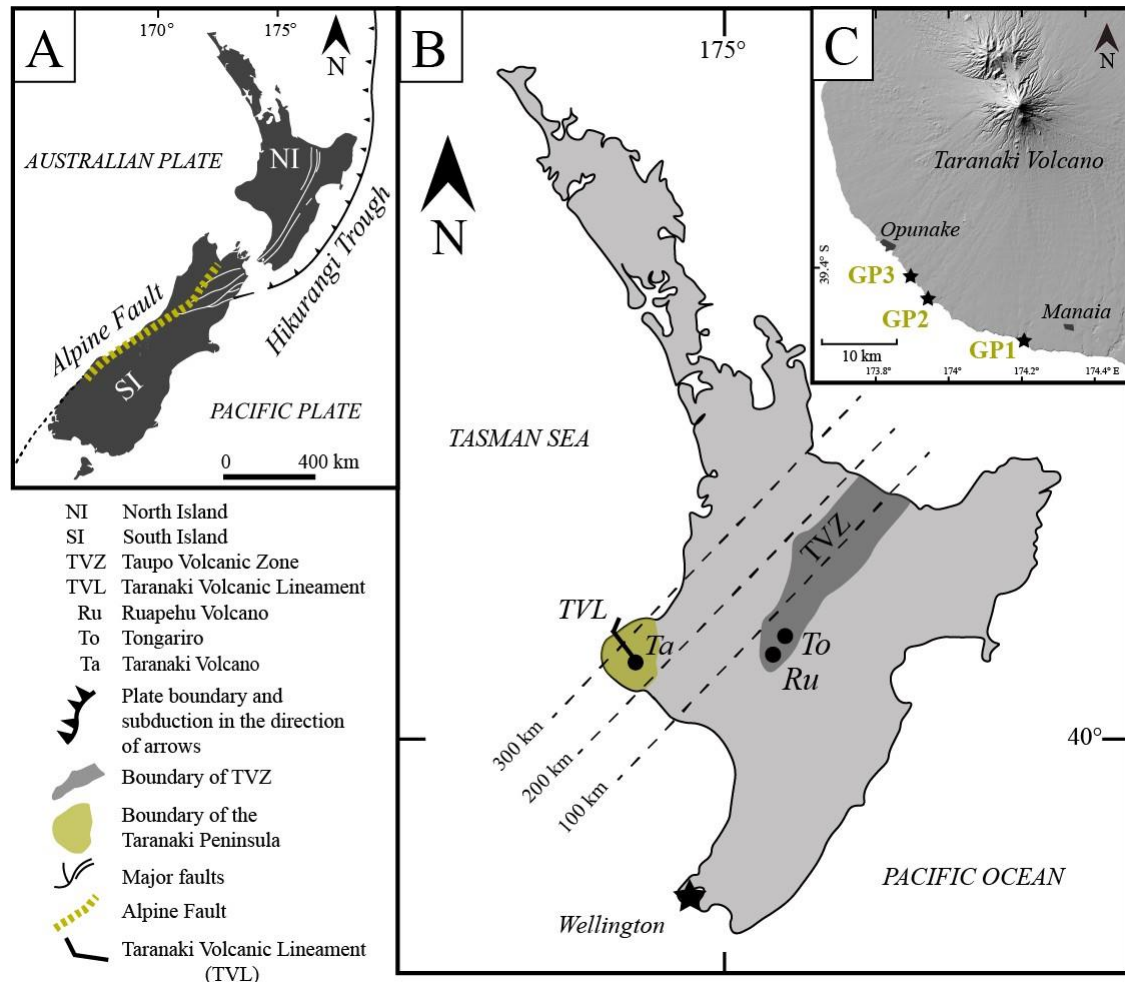 A
170°
175°
N
AUSTRALIAN PLATE
NI
Alpine Fault
SI
Hikurangi Trough
PACIFIC PLATE
0 400 km
NI North Island
SI South Island
TVZ Taupo Volcanic Zone
TVL Taranaki Volcanic Lineament
Ru Ruapehu Volcano
To Tongariro
Ta Taranaki Volcano
Plate boundary and
subduction in the direction
of arrows
Boundary of TVZ
Boundary of the
Taranaki Peninsula
Major faults
Alpine Fault
Taranaki Volcanic Lineament
(TVL)
B
175°
N
TASMAN SEA
TVZ
TVL
Ta
To
Ru
300 km
200 km
100 km
40°
PACIFIC OCEAN
Wellington
C
N
Taranaki Volcano
Opunake
39.4° S
GP3
GP2
Manaia
GP1
10 km
173.8° 174° 174.2° 174.4° E